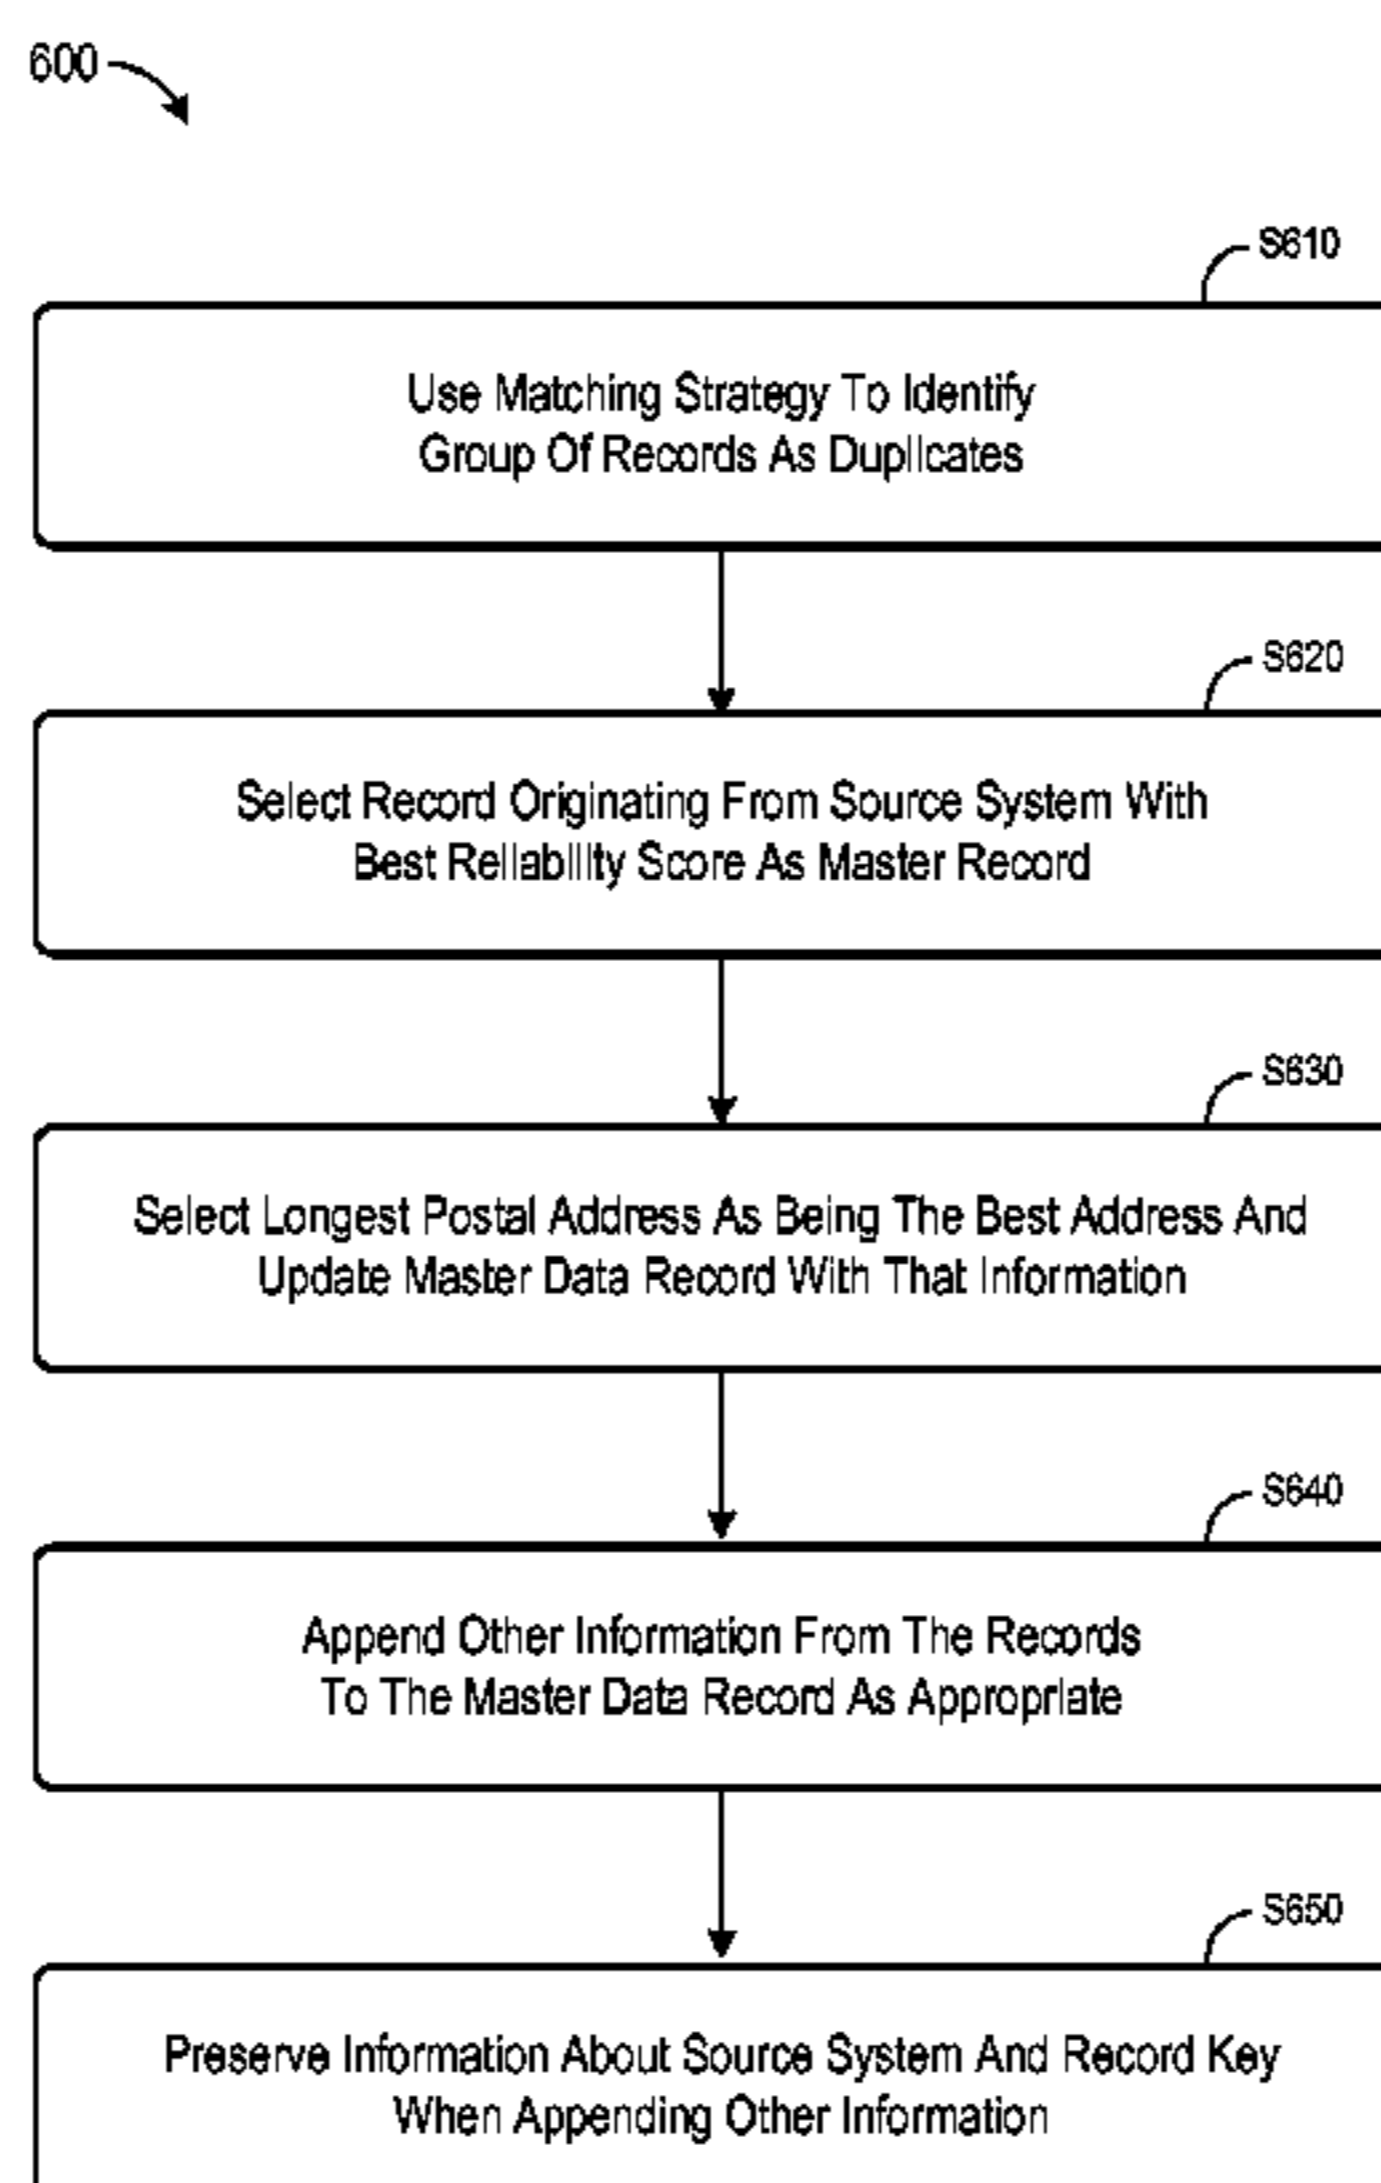 600
S610
Use Matching Strategy To Identify
Group Of Records As Duplicates
S620
Select Record Originating From Source System With
Best Reliability Score As Master Record
S630
Select Longest Postal Address As Being The Best Address And
Update Master Data Record With That Information
S640
Append Other Information From The Records
To The Master Data Record As Appropriate
S650
Preserve Information About Source System And Record Key
When Appending Other Information